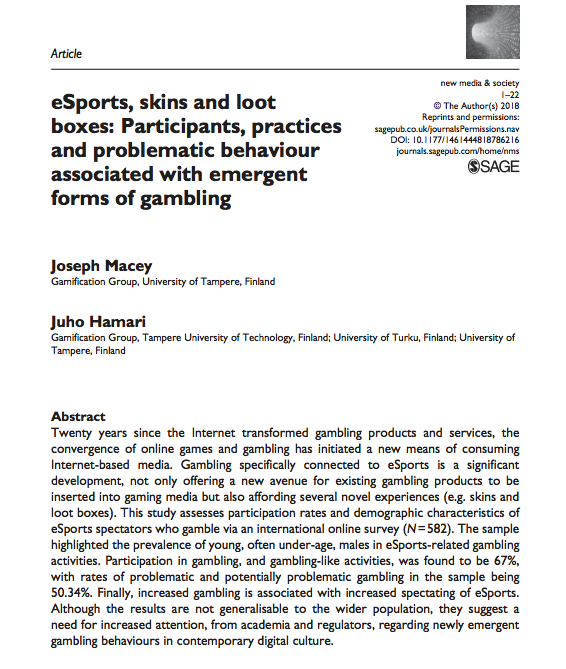 Article
new media & society
1–22
© The Author(s) 2018
Reprints and permissions:
sagepub.co.uk/journalsPermissions.nav
DOI: 10.1177/1461444818786216
journals.sagepub.com/home/nms
SAGE
eSports, skins and loot
boxes: Participants, practices
and problematic behaviour
associated with emergent
forms of gambling
Joseph Macey
Gamification Group, University of Tampere, Finland
Juho Hamari
Gamification Group, Tampere University of Technology, Finland; University of Turku, Finland; University of
Tampere, Finland
Abstract
Twenty years since the Internet transformed gambling products and services, the
convergence of online games and gambling has initiated a new means of consuming
Internet-based media. Gambling specifically connected to eSports is a significant
development, not only offering a new avenue for existing gambling products to be
inserted into gaming media but also affording several novel experiences (e.g. skins and
loot boxes). This study assesses participation rates and demographic characteristics of
eSports spectators who gamble via an international online survey (N=582). The sample
highlighted the prevalence of young, often under-age, males in eSports-related gambling
activities. Participation in gambling, and gambling-like activities, was found to be 67%,
with rates of problematic and potentially problematic gambling in the sample being
50.34%. Finally, increased gambling is associated with increased spectating of eSports.
Although the results are not generalisable to the wider population, they suggest a
need for increased attention, from academia and regulators, regarding newly emergent
gambling behaviours in contemporary digital culture.